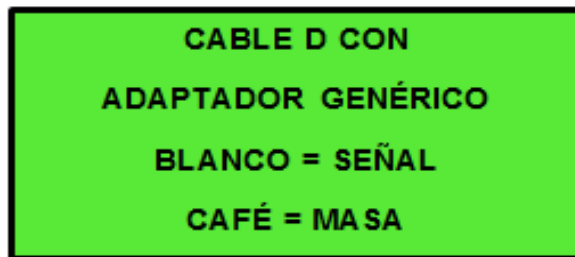 CABLE D CON
ADAPTADOR GENÉRICO
BLANCO = SEÑAL
CAFÉ = MASA